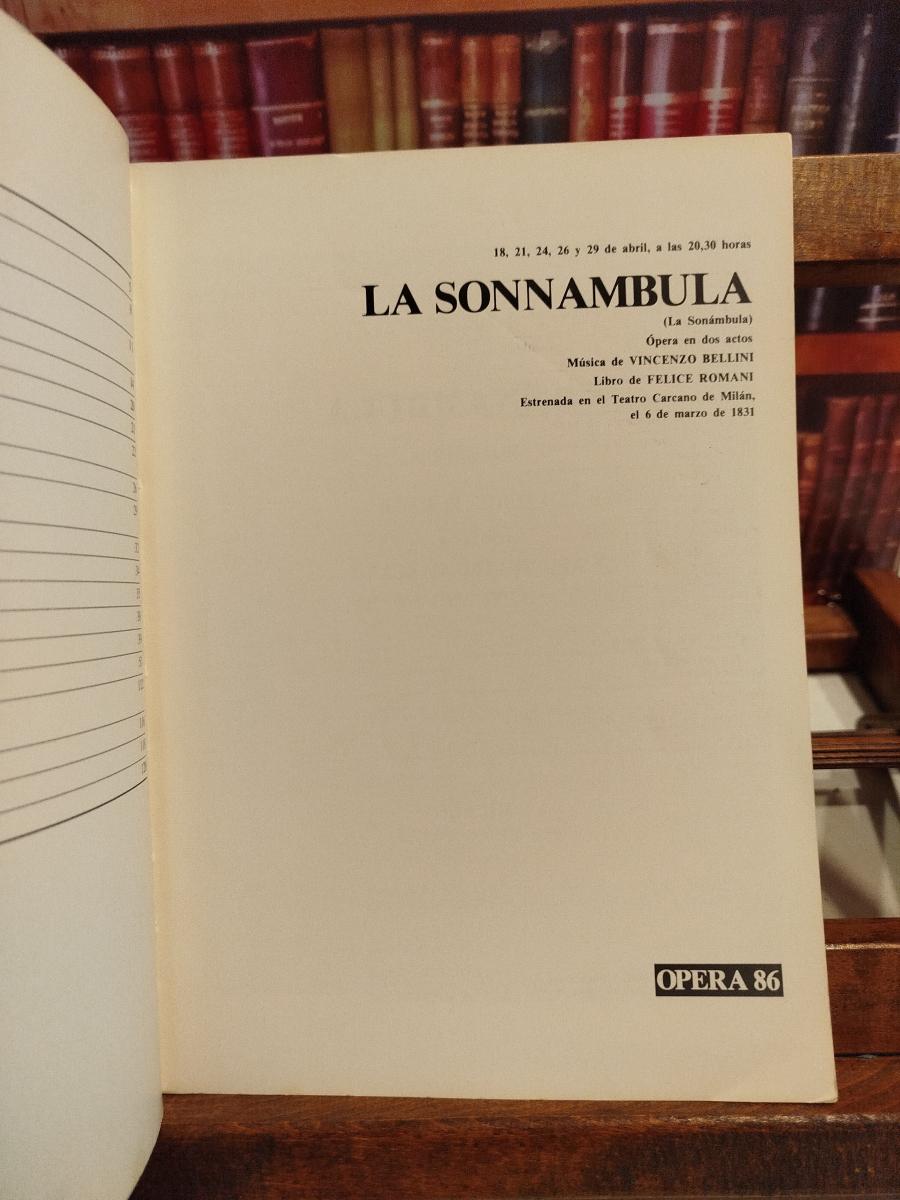 18, 21, 24, 26 y 29 de abril, a las 20,30 horas
LA SONNAMBULA
(La Sonámbula)
Ópera en dos actos
Música de VINCENZO BELLINI
Libro de FELICE ROMANI
Estrenada en el Teatro Carcano de Milán,
el 6 de marzo de 1831
OPERA 86